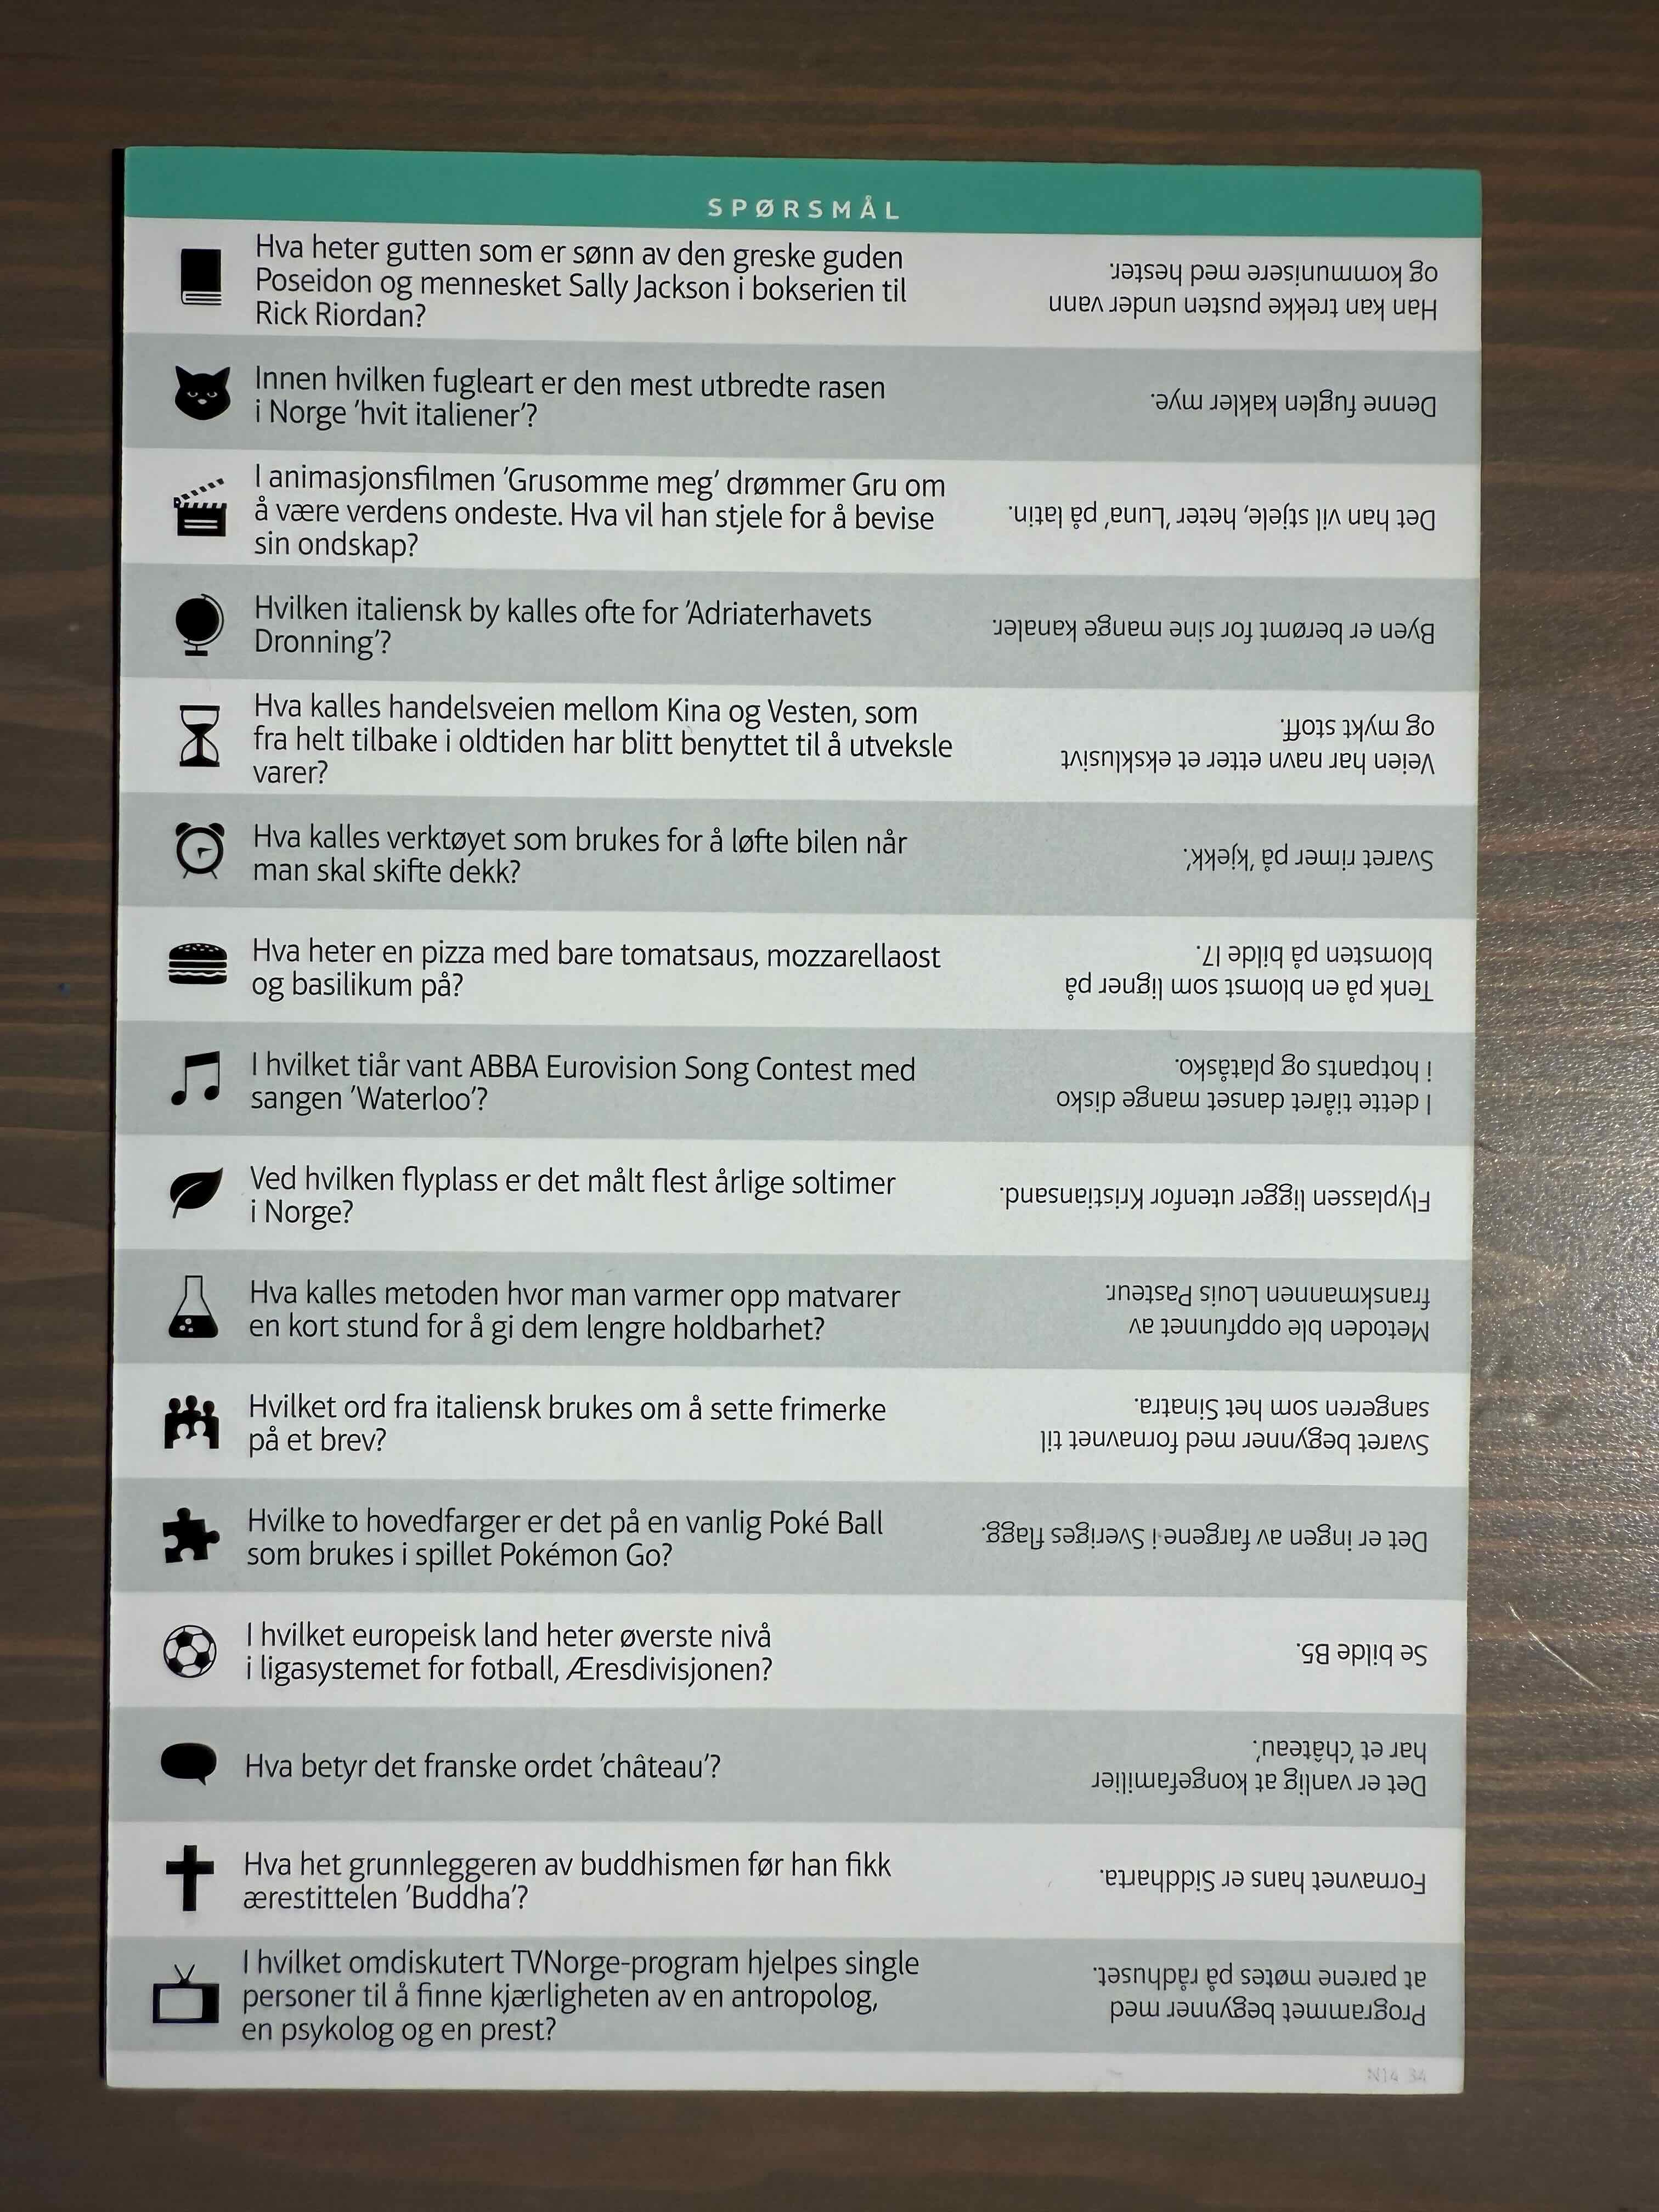 SPØRSMÅL
Hva heter gutten som er sønn av den greske guden
Poseidon og mennesket Sally Jackson i bokserien til
Rick Riordan?
Han kan trekke pusten under vann
og kommunisere med hester.
Innen hvilken fugleart er den mest utbredte rasen
i Norge 'hvit italiener'?
Denne fuglen kakler mye.
I animasjonsfilmen 'Grusomme meg' drømmer Gru om
å være verdens ondeste. Hva vil han stjele for å bevise
sin ondskap?
Det han vil stjele, heter 'Luna' på latin.
Hvilken italiensk by kalles ofte for 'Adriaterhavets
Dronning'?
Byen er berømt for sine mange kanaler.
Hva kalles handelsveien mellom Kina og Vesten, som
fra helt tilbake i oldtiden har blitt benyttet til å utveksle
varer?
Veien har navn etter et eksklusivt
og mykt stoff.
Hva kalles verktøyet som brukes for å løfte bilen når
man skal skifte dekk?
Svaret rimer på 'kjekk'.
Hva heter en pizza med bare tomatsaus, mozzarellaost
og basilikum på?
Tenk på en blomst som ligner på
blomsten på bilde I7.
I hvilket tiår vant ABBA Eurovision Song Contest med
sangen 'Waterloo'?
I dette tiåret danset mange disko
i hotpants og platåsko.
Ved hvilken flyplass er det målt flest årlige soltimer
i Norge?
Flyplassen ligger utenfor Kristiansand.
Hva kalles metoden hvor man varmer opp matvarer
en kort stund for å gi dem lengre holdbarhet?
Metoden ble oppfunnet av
franskmannen Louis Pasteur.
Hvilket ord fra italiensk brukes om å sette frimerke
på et brev?
Svaret begynner med fornavnet til
sangeren som het Sinatra.
Hvilke to hovedfarger er det på en vanlig Poké Ball
som brukes i spillet Pokémon Go?
Det er ingen av fargene i Sveriges flagg.
I hvilket europeisk land heter øverste nivå
i ligasystemet for fotball, Æresdivisjonen?
Se bilde B5.
Hva betyr det franske ordet 'château'?
Det er vanlig at kongefamilier
har et 'château'.
Hva het grunnleggeren av buddhismen før han fikk
ærestittelen 'Buddha'?
Fornavnet hans er Siddharta.
I hvilket omdiskutert TVNorge-program hjelpes single
personer til å finne kjærligheten av en antropolog,
en psykolog og en prest?
Programmet begynner med
at parene møtes på rådhuset.
N14 34